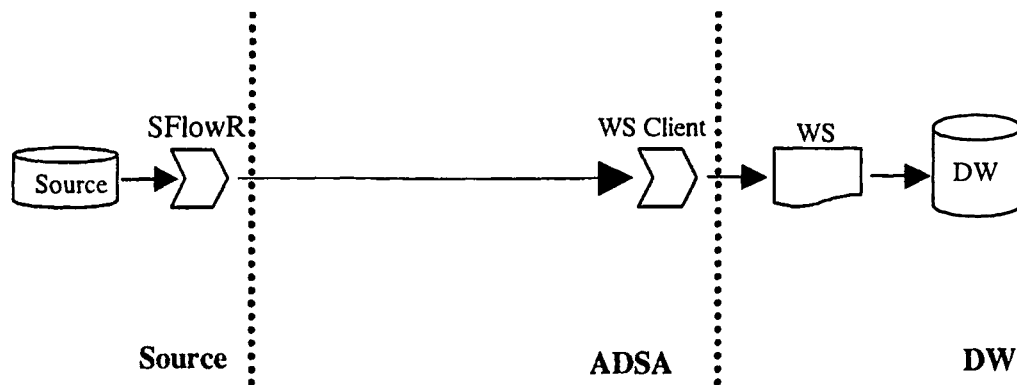 SFlowR
WS Client
WS
Source
DW
Source
ADSA
DW